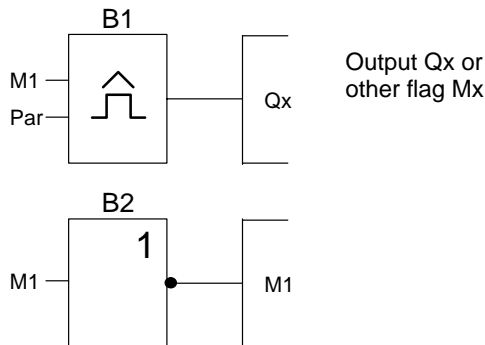 B1
M1
Par
Qx
Output Qx or
other flag Mx
B2
1
M1
M1